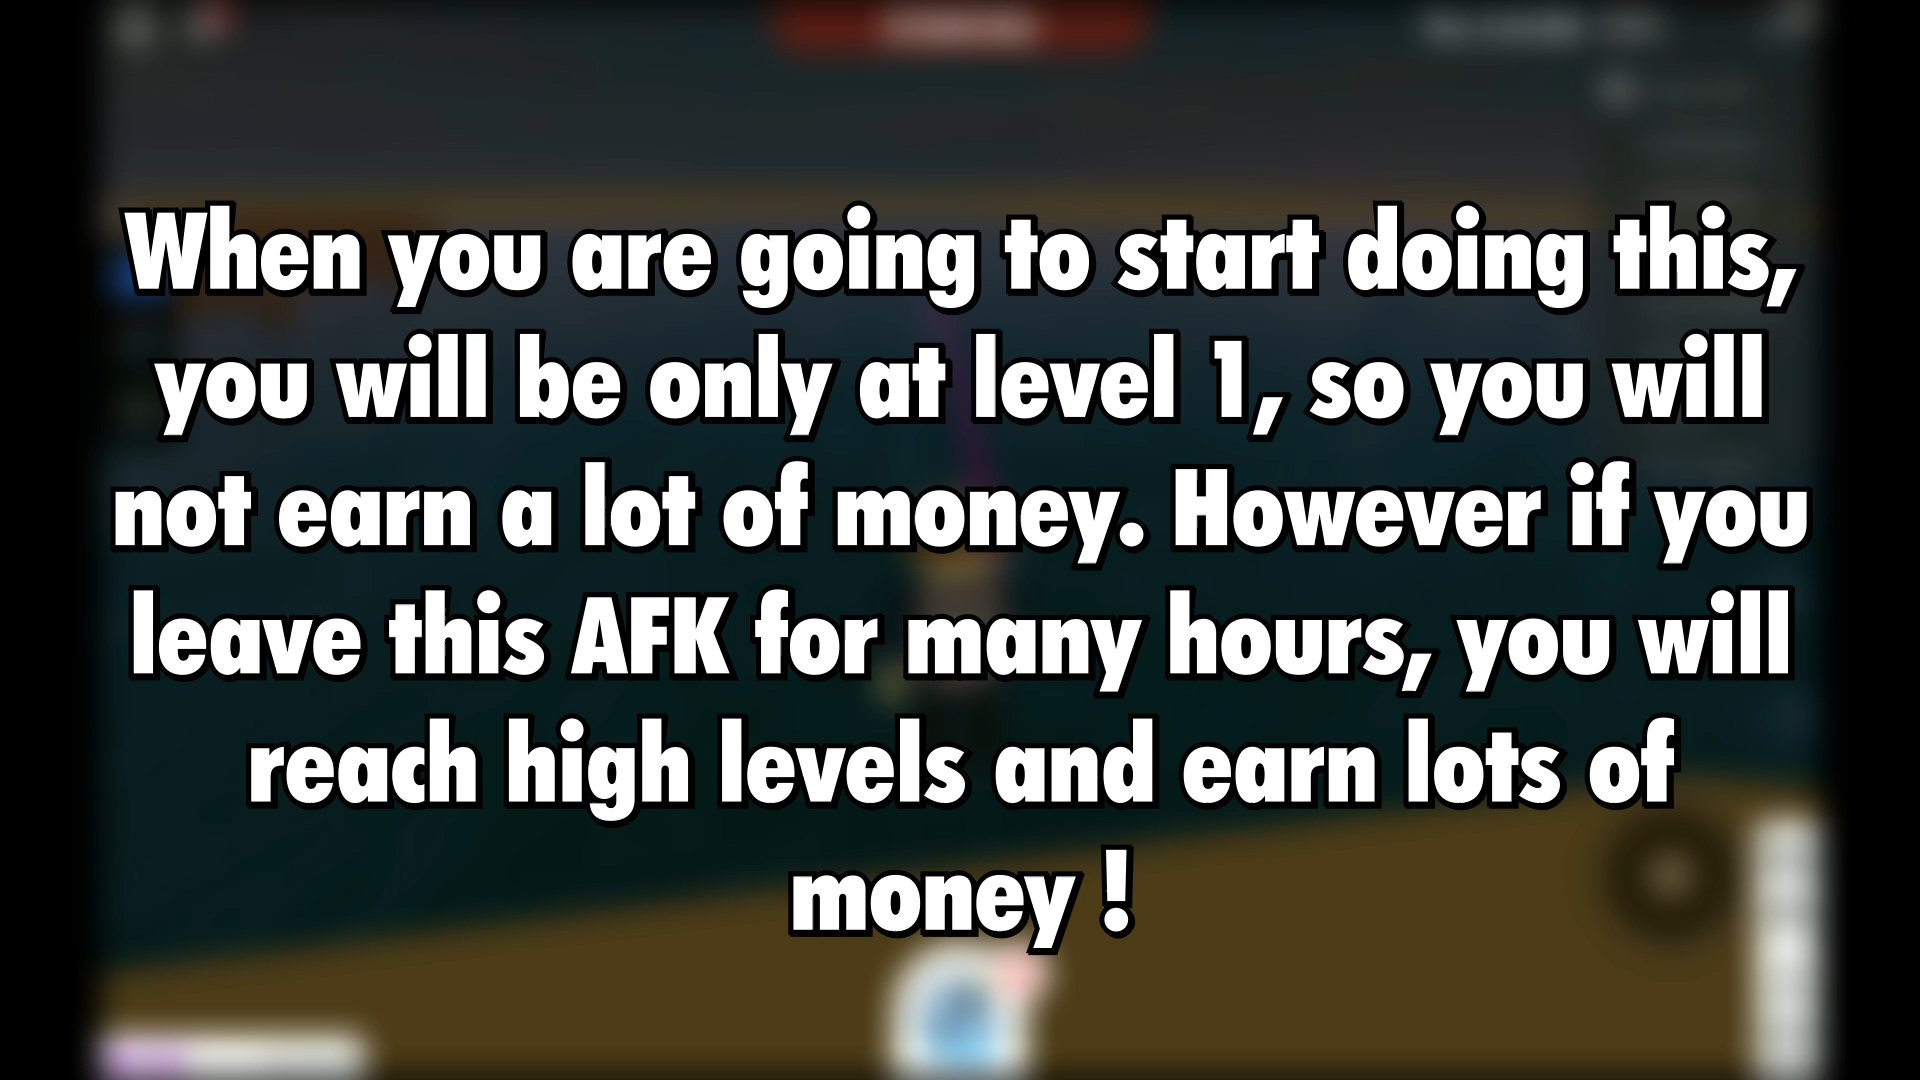 When you are going to start doing this,
you will be only at level 1, so you will
not earn a lot of money. However if you
leave this AFK for many hours, you will
reach high levels and earn lots of
money !